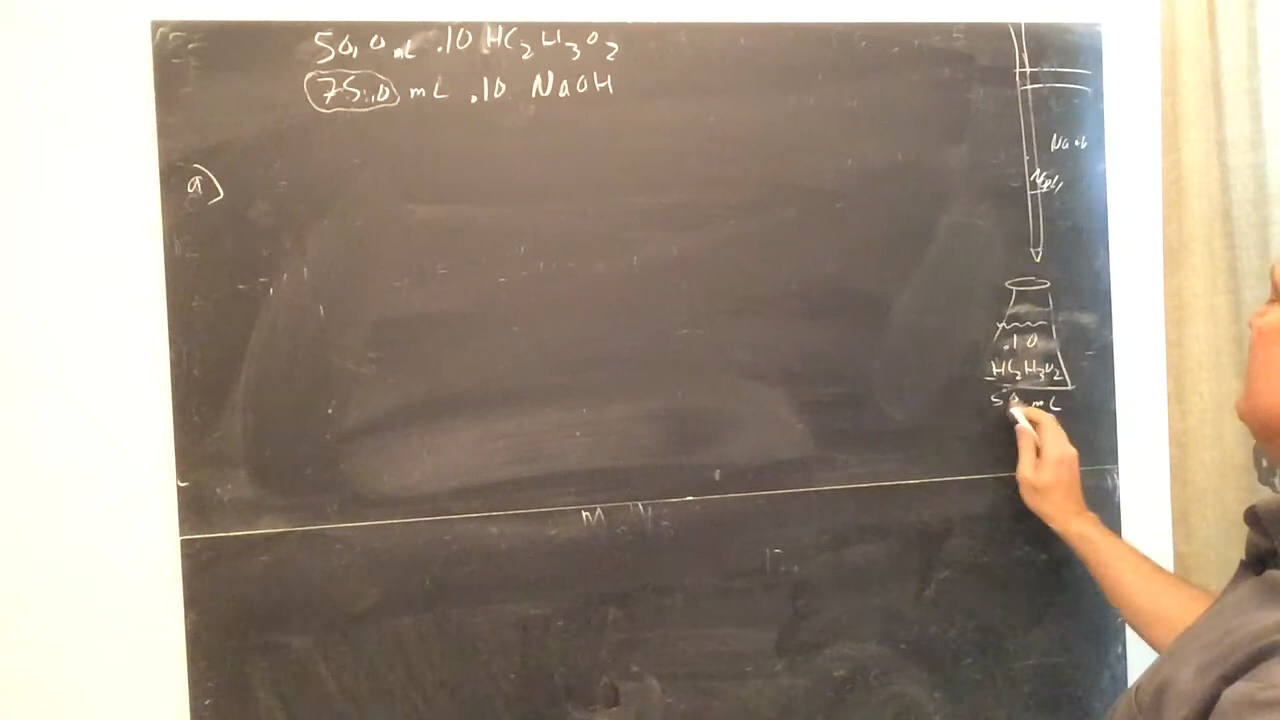 50.0 mL .10 HC₂H₃O₂
75.0 mL .10 NaOH
a)
NaOH
.10
HC₂H₃O₂
50 mL